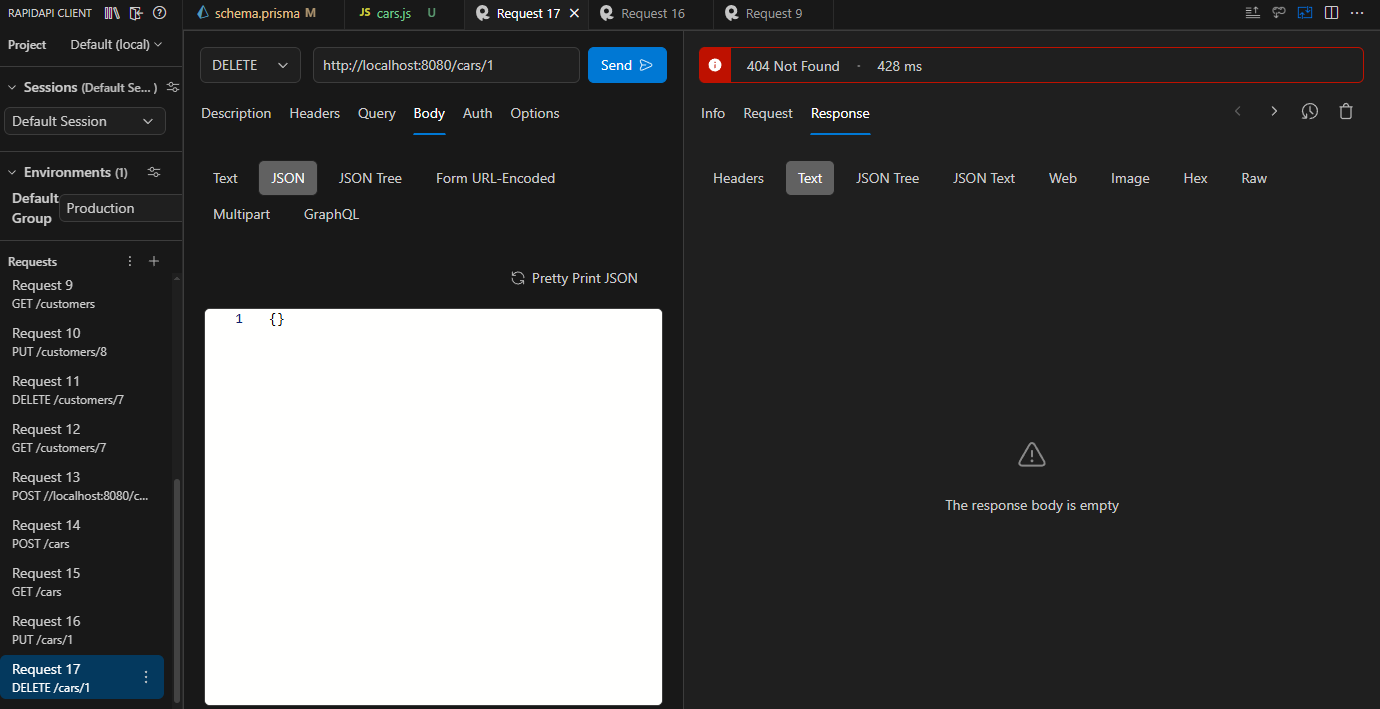 RAPIDAPI CLIENT
schema.prisma M
JS cars.js U
Request 17
Request 16
Request 9
Project Default (local)
Sessions (Default Se... )
Default Session
Environments (1)
Default Group
Production
Requests
Request 9
GET /customers
Request 10
PUT /customers/8
Request 11
DELETE /customers/7
Request 12
GET /customers/7
Request 13
POST //localhost:8080/c...
Request 14
POST /cars
Request 15
GET /cars
Request 16
PUT /cars/1
Request 17
DELETE /cars/1
DELETE http://localhost:8080/cars/1 Send
Description Headers Query Body Auth Options
Text JSON JSON Tree Form URL-Encoded
Multipart GraphQL
Pretty Print JSON
1 {}
404 Not Found · 428 ms
Info Request Response
Headers Text JSON Tree JSON Text Web Image Hex Raw
The response body is empty